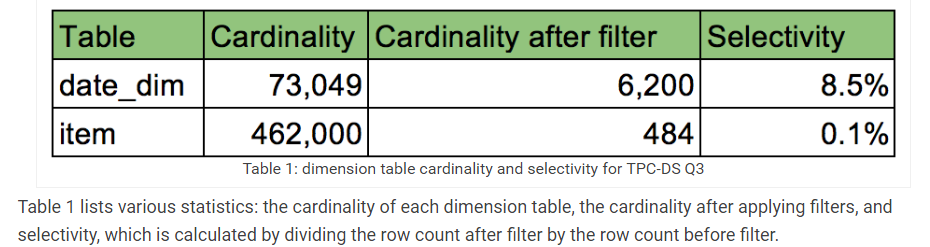 Table Cardinality Cardinality after filter Selectivity
date_dim 73,049 6,200 8.5%
item 462,000 484 0.1%
Table 1: dimension table cardinality and selectivity for TPC-DS Q3
Table 1 lists various statistics: the cardinality of each dimension table, the cardinality after applying filters, and
selectivity, which is calculated by dividing the row count after filter by the row count before filter.